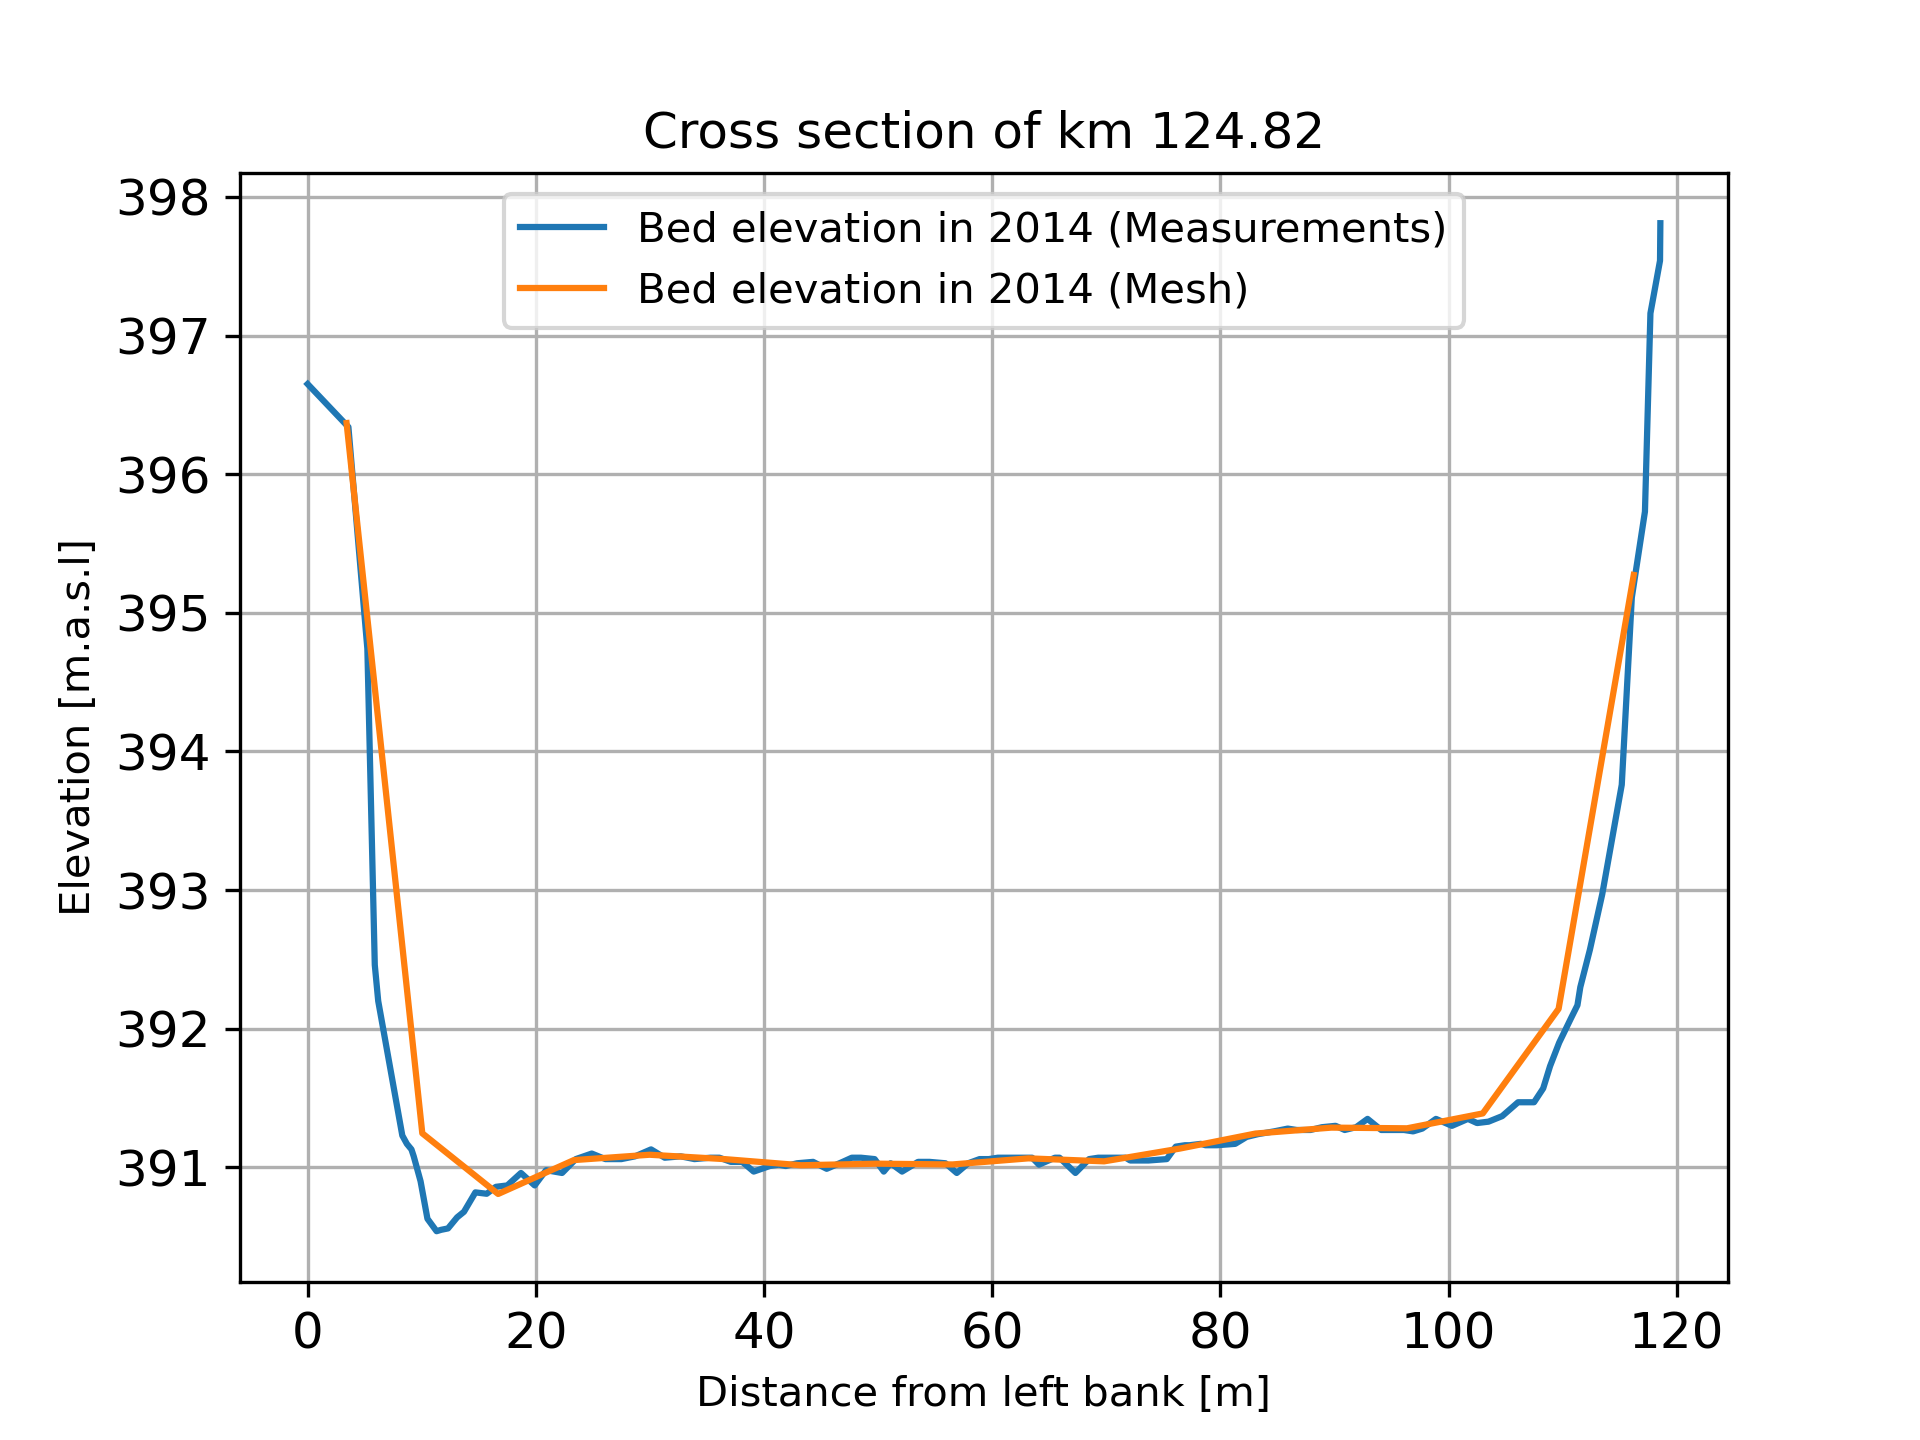 Cross section of km 124.82
Bed elevation in 2014 (Measurements)
Bed elevation in 2014 (Mesh)
Elevation [m.a.s.l]
398
397
396
395
394
393
392
391
0 20 40 60 80 100 120
Distance from left bank [m]